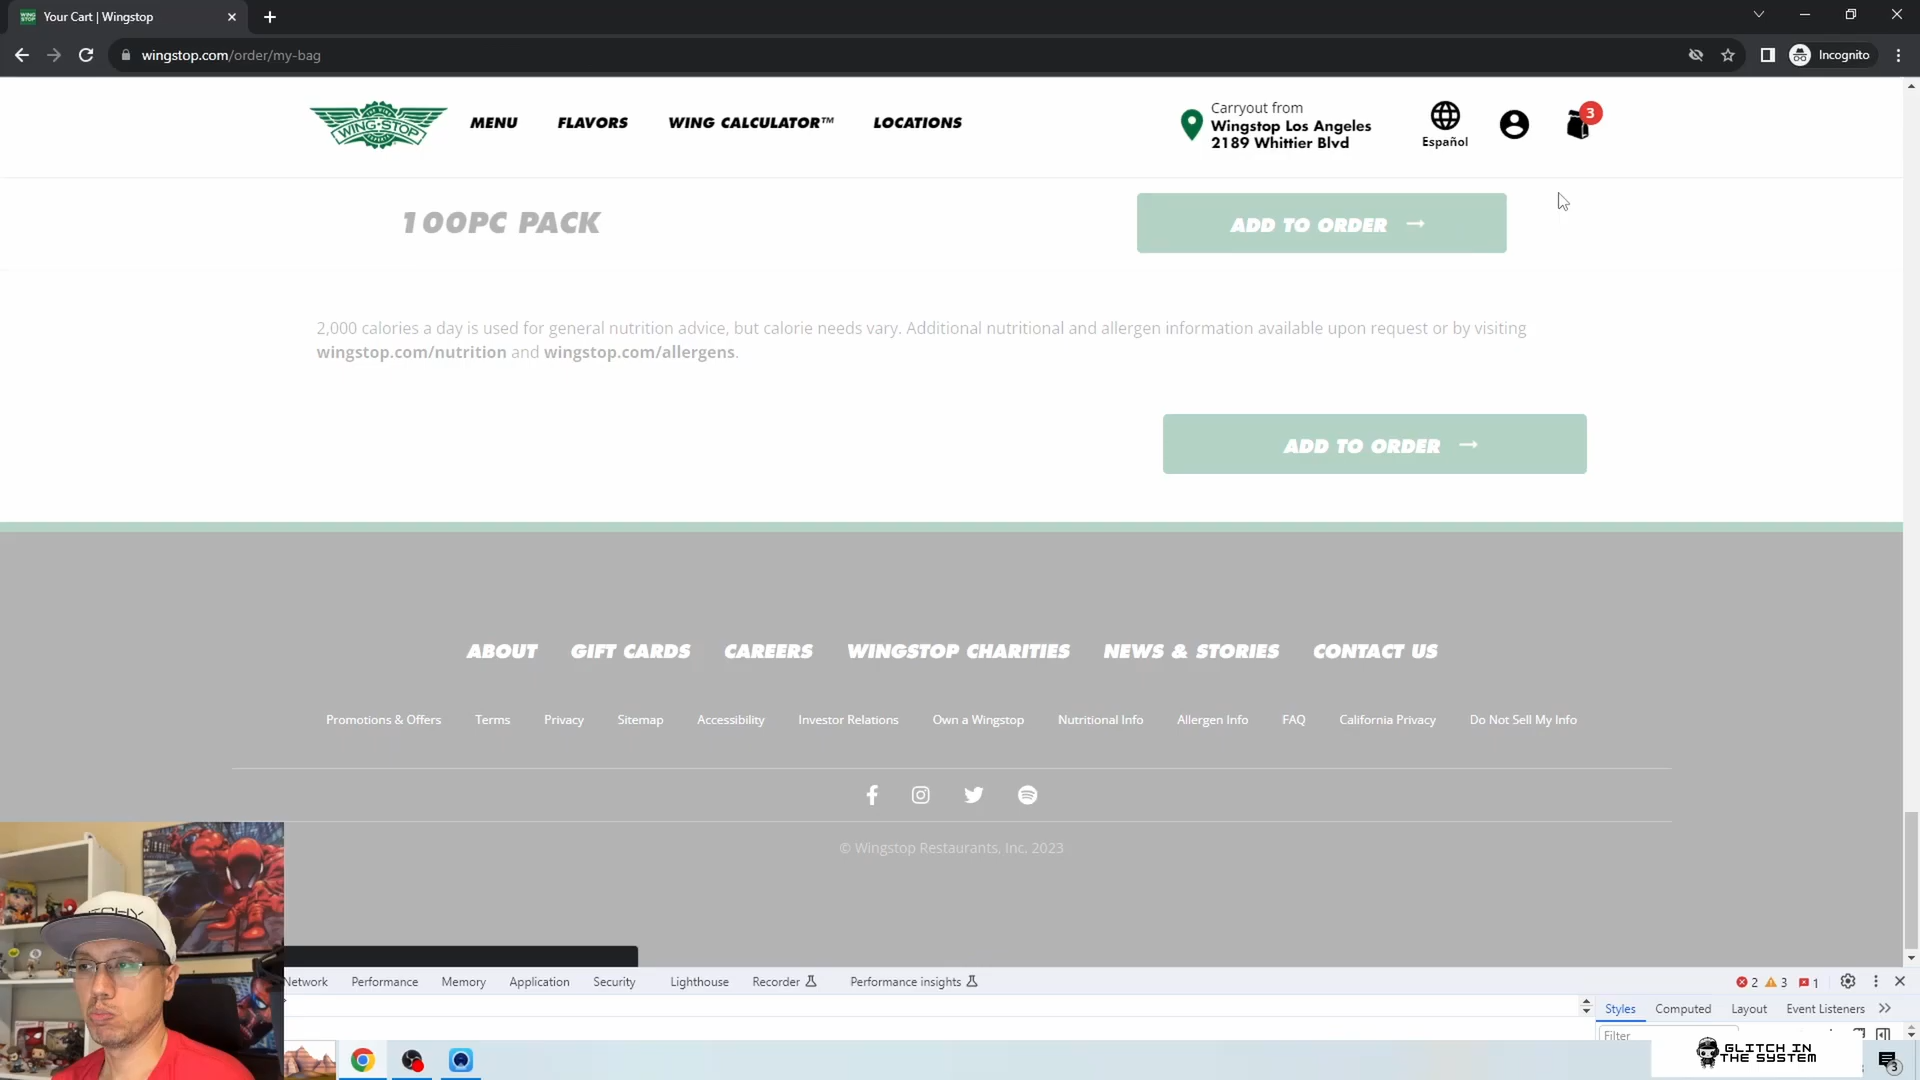 Your Cart | Wingstop
wingstop.com/order/my-bag
Incognito
WING STOP
MENU
FLAVORS
WING CALCULATOR™
LOCATIONS
Carryout from
Wingstop Los Angeles
2189 Whittier Blvd
Español
3
100PC PACK
ADD TO ORDER →
2,000 calories a day is used for general nutrition advice, but calorie needs vary. Additional nutritional and allergen information available upon request or by visiting
wingstop.com/nutrition and wingstop.com/allergens.
ADD TO ORDER →
ABOUT GIFT CARDS CAREERS WINGSTOP CHARITIES NEWS & STORIES CONTACT US
Promotions & Offers Terms Privacy Sitemap Accessibility Investor Relations Own a Wingstop Nutritional Info Allergen Info FAQ California Privacy Do Not Sell My Info
© Wingstop Restaurants, Inc. 2023
Network Performance Memory Application Security Lighthouse Recorder Performance insights
2 3 1
Styles Computed Layout Event Listeners
Filter
GLITCH IN
THE SYSTEM
3